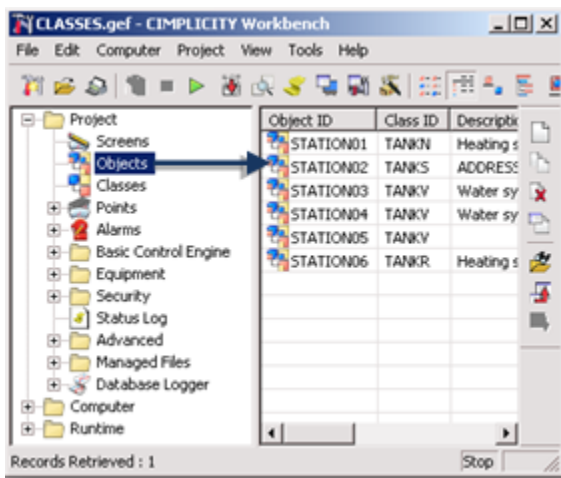 CLASSES.gef - CIMPLICITY Workbench
File Edit Computer Project View Tools Help
Project
Screens
Objects
Classes
Points
Alarms
Basic Control Engine
Equipment
Security
Status Log
Advanced
Managed Files
Database Logger
Computer
Runtime
Object ID Class ID Descriptic
STATION01 TANKN Heating s
STATION02 TANKS ADDRESS
STATION03 TANKV Water sy
STATION04 TANKV Water sy
STATION05 TANKV
STATION06 TANKR Heating s
Records Retrieved : 1 Stop